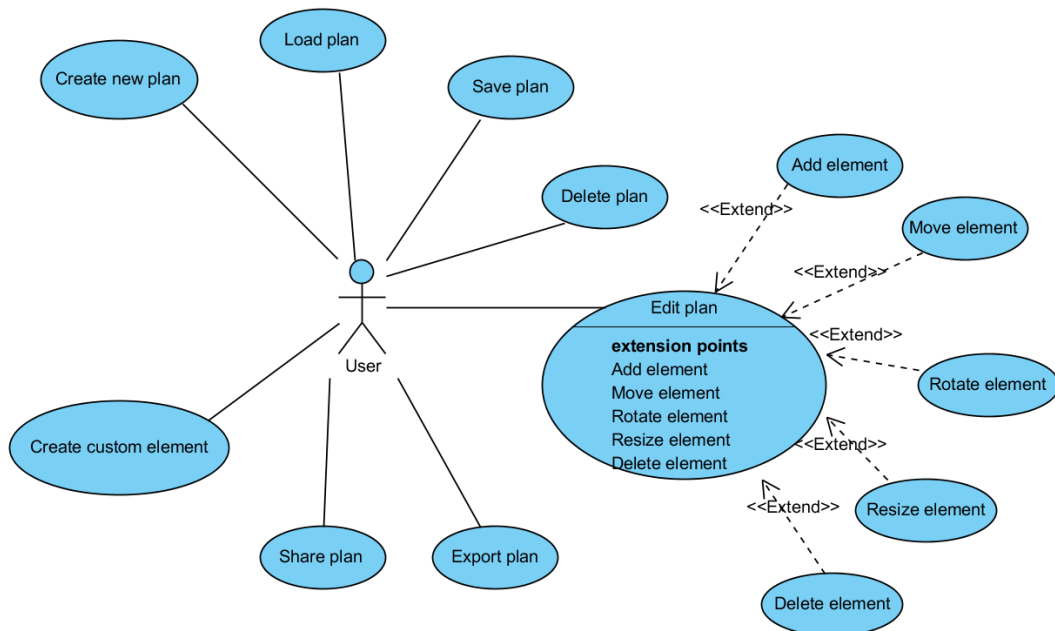 Load plan
Create new plan
Save plan
Add element
Delete plan
<<Extend>>
Move element
<<Extend>>
Edit plan
<<Extend>>
extension points
User
Add element
Move element
Rotate element
Rotate element
Resize element
Create custom element
<<Extend>>
Delete element
<<Extend>>
Resize element
Share plan
Export plan
Delete element